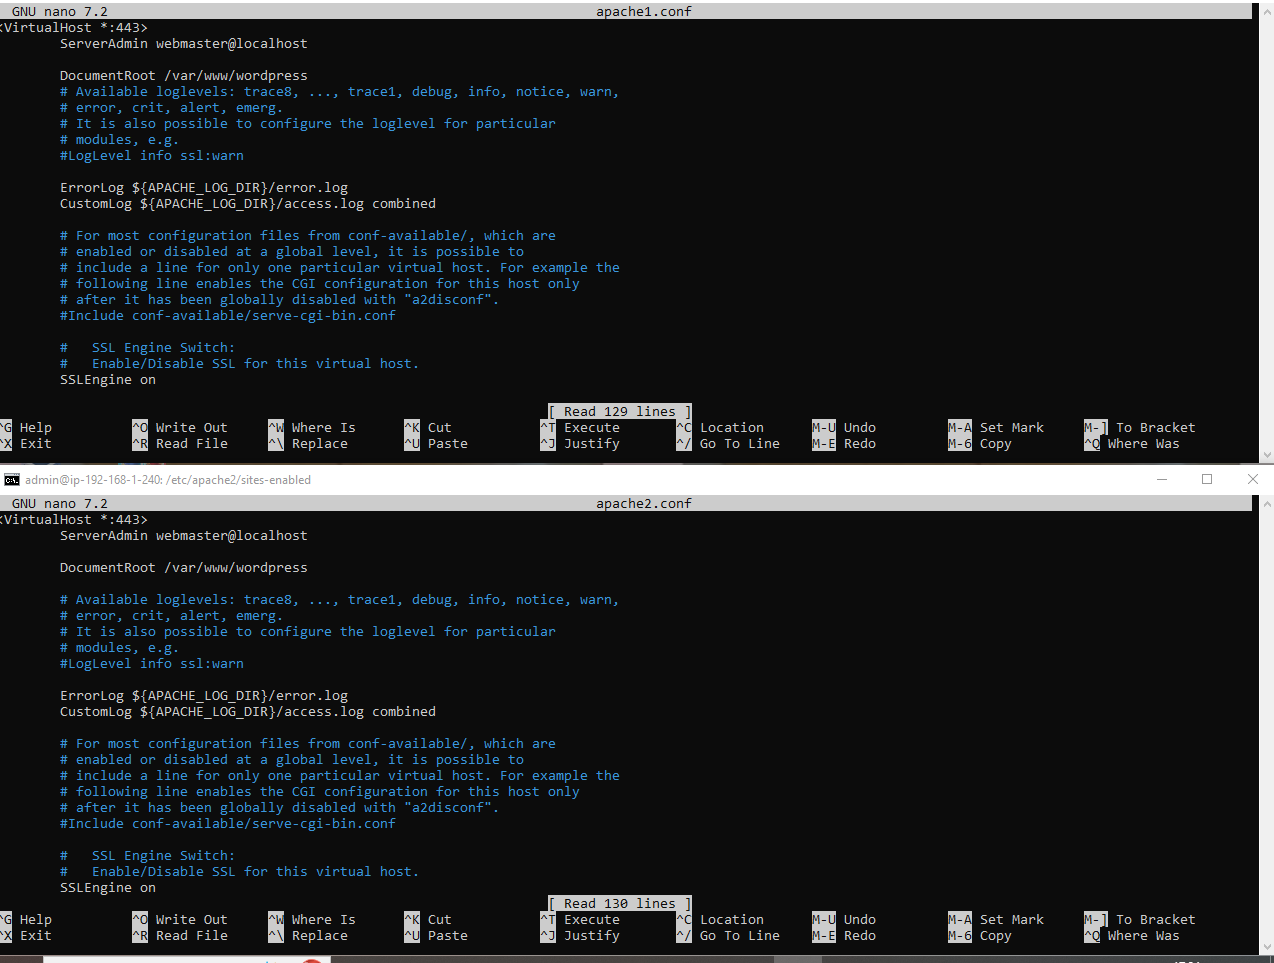 GNU nano 7.2 apache1.conf
<VirtualHost *:443>
ServerAdmin webmaster@localhost
DocumentRoot /var/www/wordpress
# Available loglevels: trace8, ..., trace1, debug, info, notice, warn,
# error, crit, alert, emerg.
# It is also possible to configure the loglevel for particular
# modules, e.g.
#LogLevel info ssl:warn
ErrorLog ${APACHE_LOG_DIR}/error.log
CustomLog ${APACHE_LOG_DIR}/access.log combined
# For most configuration files from conf-available/, which are
# enabled or disabled at a global level, it is possible to
# include a line for only one particular virtual host. For example the
# following line enables the CGI configuration for this host only
# after it has been globally disabled with "a2disconf".
#Include conf-available/serve-cgi-bin.conf
#   SSL Engine Switch:
#   Enable/Disable SSL for this virtual host.
SSLEngine on
[ Read 129 lines ]
^G Help ^O Write Out ^W Where Is ^K Cut ^T Execute ^C Location M-U Undo M-A Set Mark M-] To Bracket
^X Exit ^R Read File ^\ Replace ^U Paste ^J Justify ^/ Go To Line M-E Redo M-6 Copy ^Q Where Was
admin@ip-192-168-1-240: /etc/apache2/sites-enabled
GNU nano 7.2 apache2.conf
<VirtualHost *:443>
ServerAdmin webmaster@localhost
DocumentRoot /var/www/wordpress
# Available loglevels: trace8, ..., trace1, debug, info, notice, warn,
# error, crit, alert, emerg.
# It is also possible to configure the loglevel for particular
# modules, e.g.
#LogLevel info ssl:warn
ErrorLog ${APACHE_LOG_DIR}/error.log
CustomLog ${APACHE_LOG_DIR}/access.log combined
# For most configuration files from conf-available/, which are
# enabled or disabled at a global level, it is possible to
# include a line for only one particular virtual host. For example the
# following line enables the CGI configuration for this host only
# after it has been globally disabled with "a2disconf".
#Include conf-available/serve-cgi-bin.conf
#   SSL Engine Switch:
#   Enable/Disable SSL for this virtual host.
SSLEngine on
[ Read 130 lines ]
^G Help ^O Write Out ^W Where Is ^K Cut ^T Execute ^C Location M-U Undo M-A Set Mark M-] To Bracket
^X Exit ^R Read File ^\ Replace ^U Paste ^J Justify ^/ Go To Line M-E Redo M-6 Copy ^Q Where Was